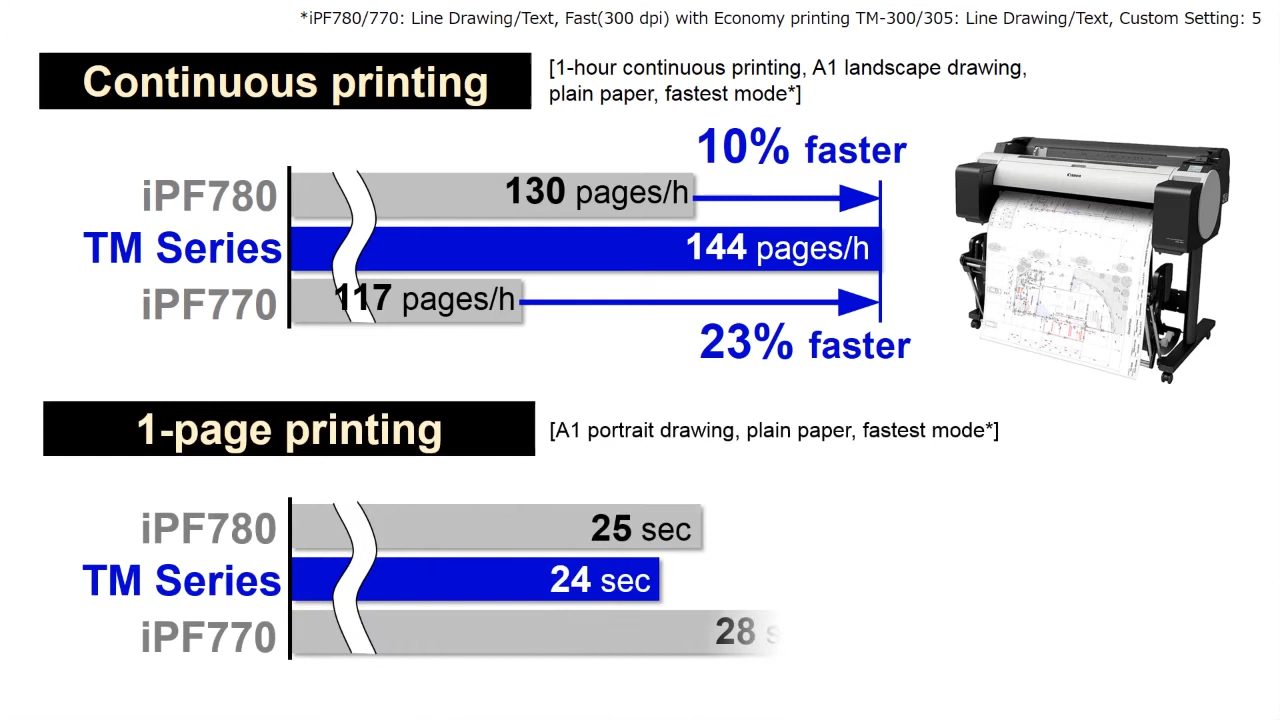 *iPF780/770: Line Drawing/Text, Fast(300 dpi) with Economy printing TM-300/305: Line Drawing/Text, Custom Setting: 5
Continuous printing
[1-hour continuous printing, A1 landscape drawing,
plain paper, fastest mode*]
10% faster
iPF780
130 pages/h
TM Series
144 pages/h
iPF770
117 pages/h
23% faster
Canon
1-page printing
[A1 portrait drawing, plain paper, fastest mode*]
iPF780
25 sec
TM Series
24 sec
iPF770
28 s